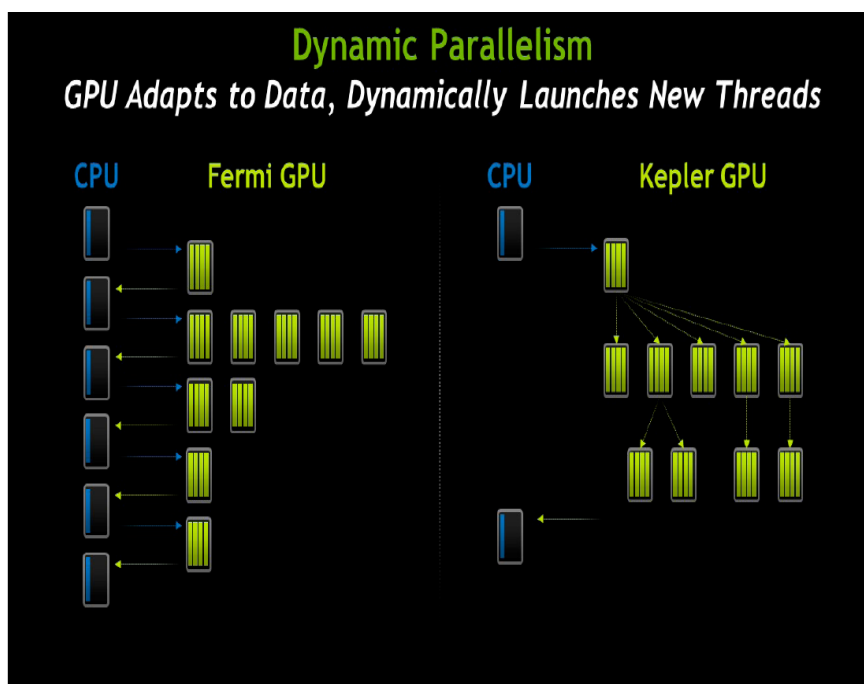 Dynamic Parallelism
GPU Adapts to Data, Dynamically Launches New Threads
CPU Fermi GPU CPU Kepler GPU